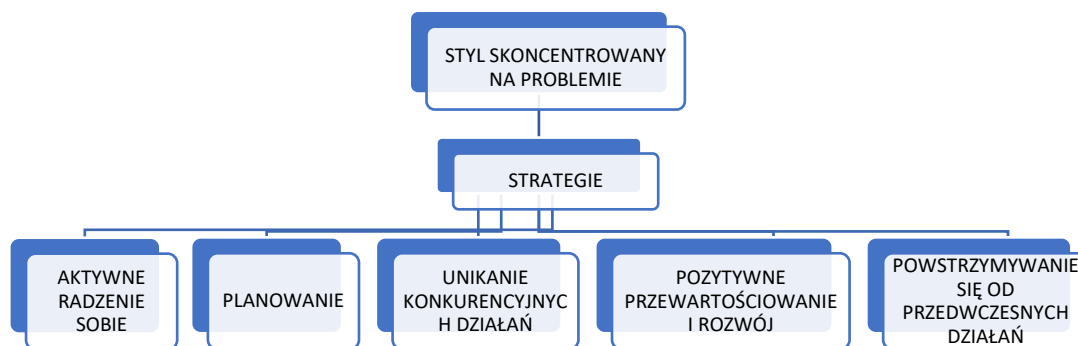 STYL SKONCENTROWANY
NA PROBLEMIE
STRATEGIE
AKTYWNE
RADZENIE
SOBIE
PLANOWANIE
UNIKANIE
KONKURENCYJNYC
H DZIAŁAŃ
POZYTYWNE
PRZEWARTOŚCIOWANIE
I ROZWÓJ
POWSTRZYMYWANIE
SIĘ OD
PRZEDWCZESNYCH
DZIAŁAŃ